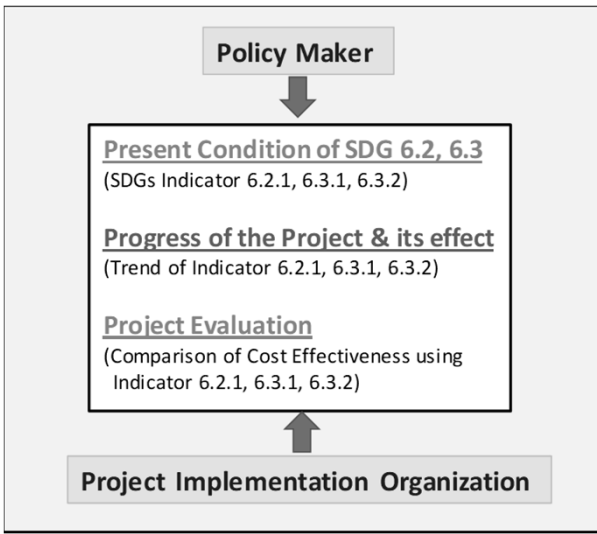 Policy Maker
Present Condition of SDG 6.2, 6.3
(SDGs Indicator 6.2.1, 6.3.1, 6.3.2)
Progress of the Project & its effect
(Trend of Indicator 6.2.1, 6.3.1, 6.3.2)
Project Evaluation
(Comparison of Cost Effectiveness using
Indicator 6.2.1, 6.3.1, 6.3.2)
Project Implementation Organization